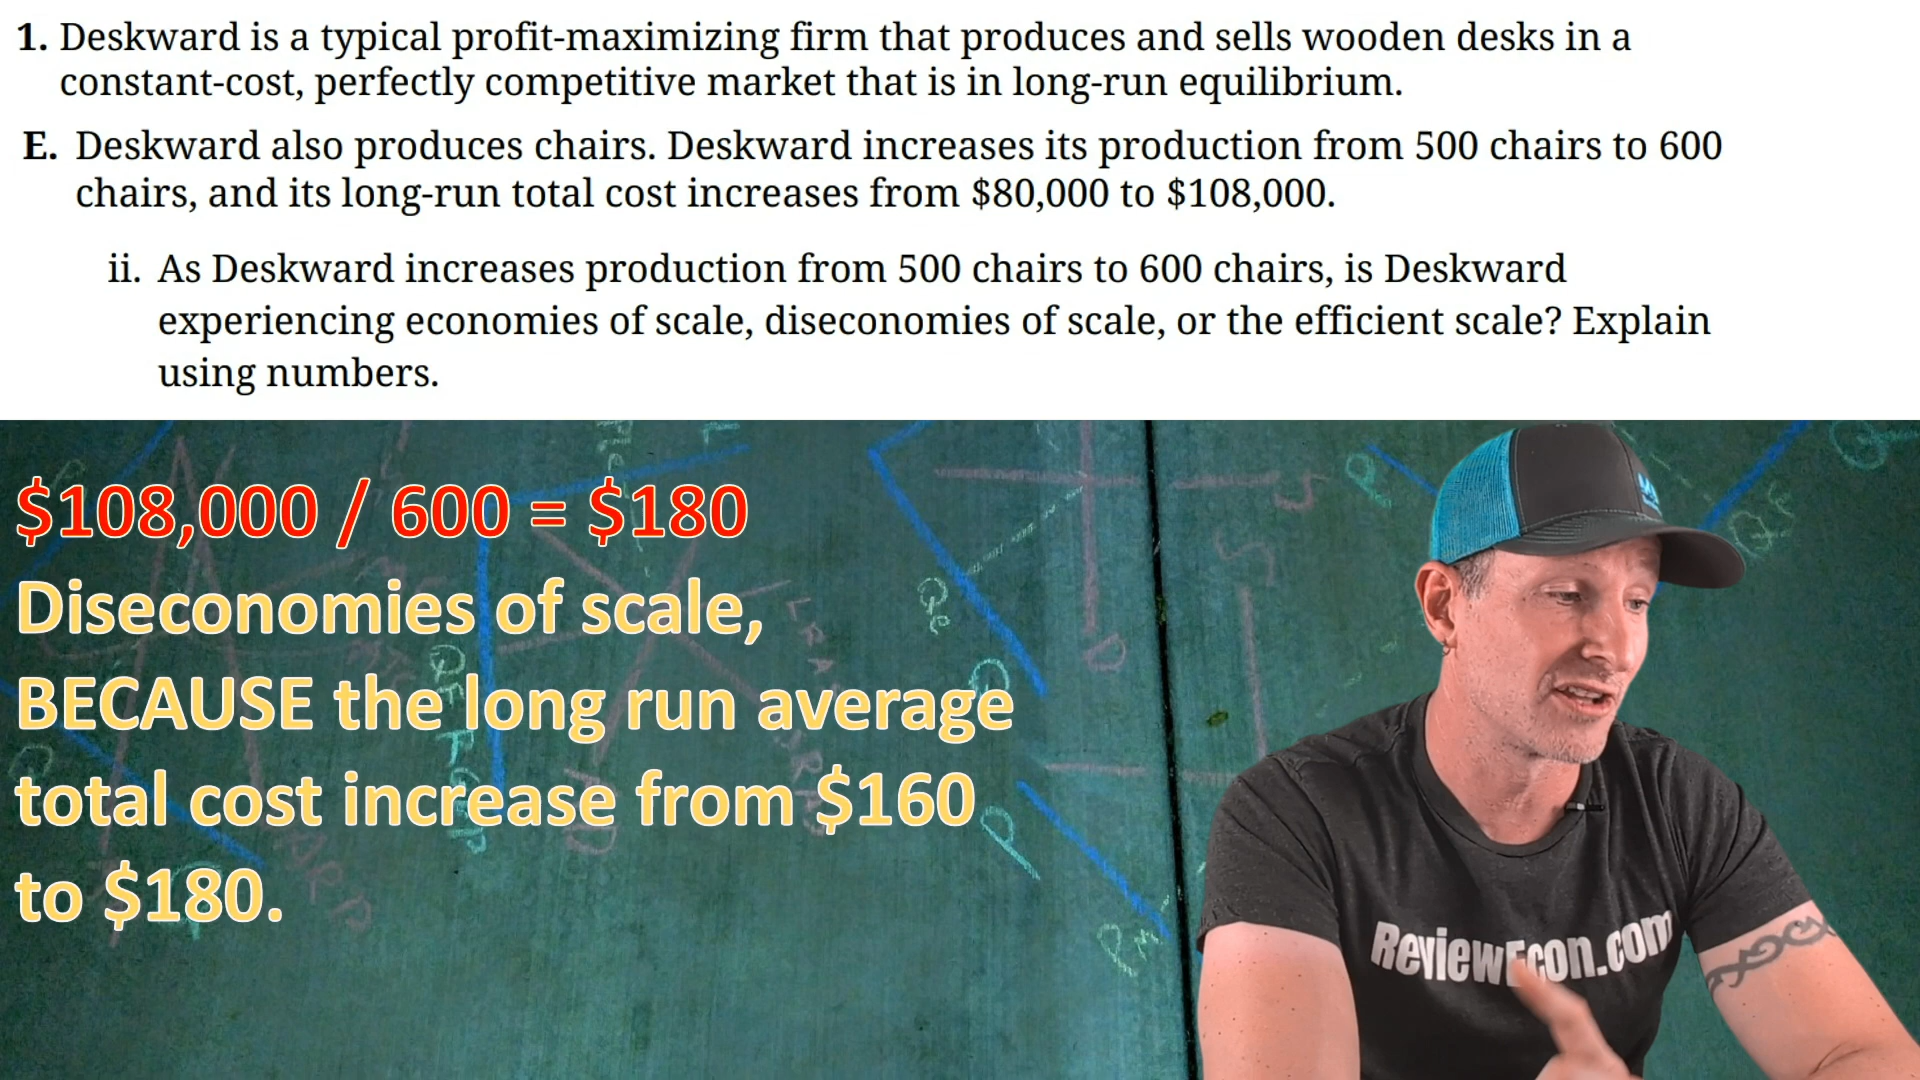 1. Deskward is a typical profit-maximizing firm that produces and sells wooden desks in a
constant-cost, perfectly competitive market that is in long-run equilibrium.
E. Deskward also produces chairs. Deskward increases its production from 500 chairs to 600
chairs, and its long-run total cost increases from $80,000 to $108,000.
ii. As Deskward increases production from 500 chairs to 600 chairs, is Deskward
experiencing economies of scale, diseconomies of scale, or the efficient scale? Explain
using numbers.
$108,000 / 600 = $180
Diseconomies of scale,
BECAUSE the long run average
total cost increase from $160
to $180.
ReviewEcon.com